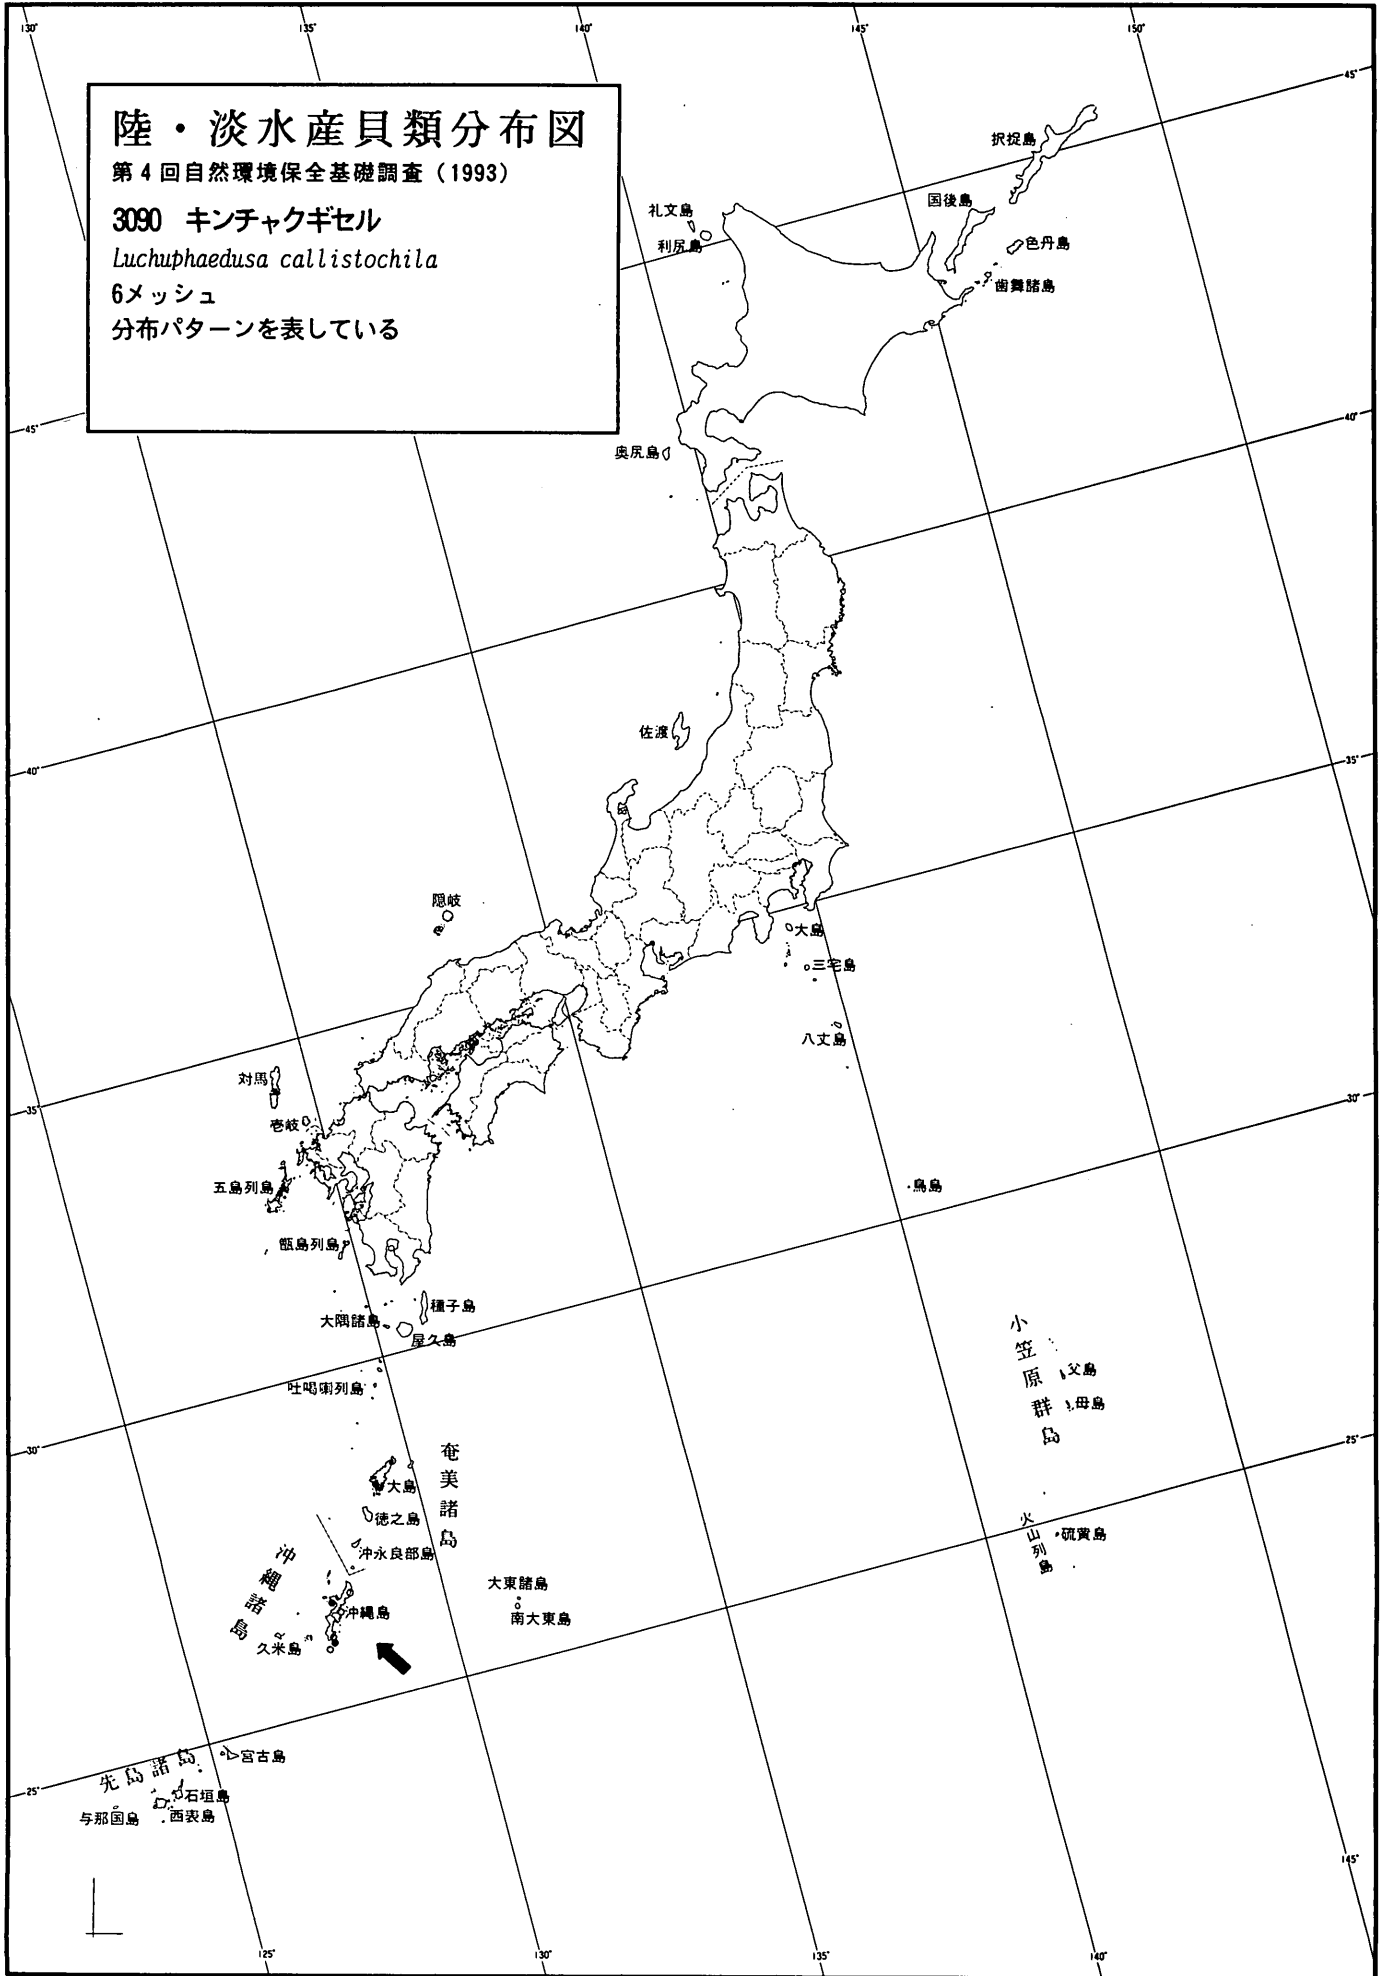 130°
135°
140°
145°
150°
陸・淡水産貝類分布図
第4回自然環境保全基礎調査（1993）
3090 キンチャクギセル
Luchuphaedusa callistochila
6メッシュ
分布パターンを表している
45°
択捉島
国後島
礼文島
利尻島
色丹島
歯舞諸島
45°
40°
奥尻島
佐渡
40°
35°
隠岐
大島
三宅島
八丈島
対馬
35°
壱岐
30°
五島列島
鳥島
甑島列島
種子島
大隅諸島
屋久島
吐噶喇列島
小笠原群島
父島
母島
30°
25°
奄美諸島
大島
徳之島
沖永良部島
火山列島
硫黄島
沖縄諸島
沖縄島
久米島
大東諸島
南大東島
先島諸島
宮古島
25°
石垣島
与那国島
西表島
145°
125°
130°
135°
140°